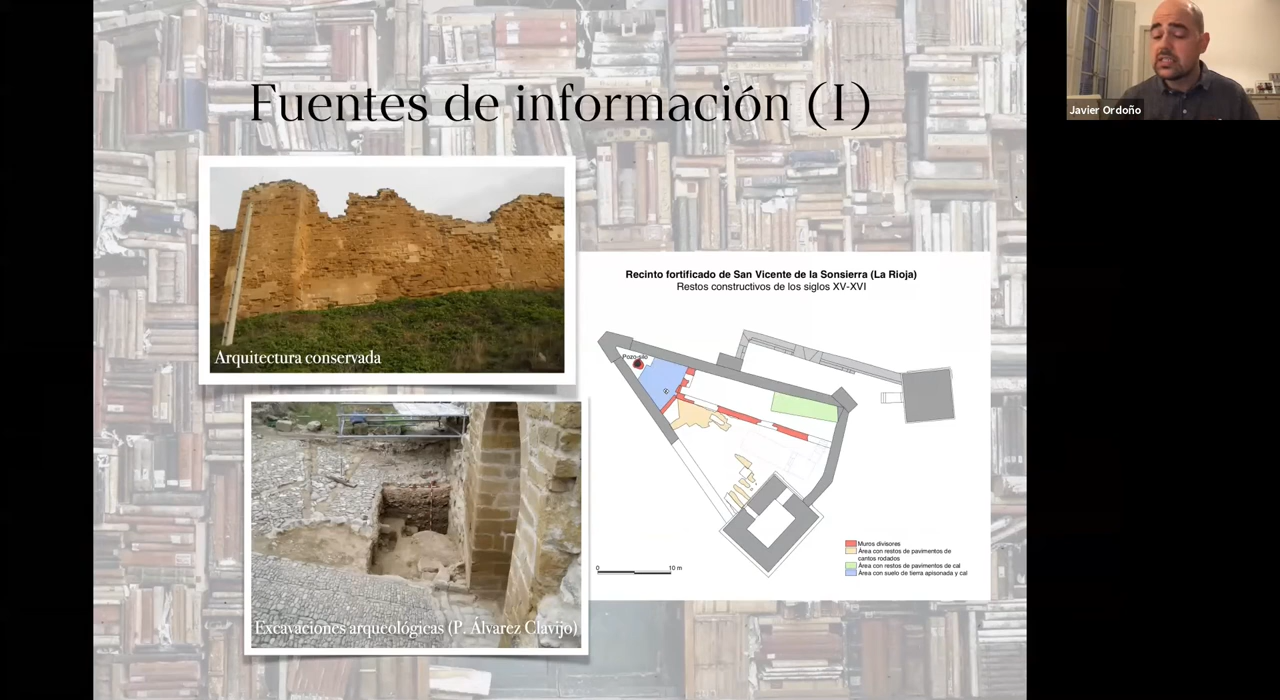 Fuentes de información (I)
Javier Ordoño
Arquitectura conservada
Recinto fortificado de San Vicente de la Sonsierra (La Rioja)
Restos constructivos de los siglos XV-XVI
Pozo-silo
0 10 m
Muros divisores
Área con restos de pavimentos de
cantos rodados
Área con restos de pavimentos de cal
Área con suelo de tierra apisonada y cal
Excavaciones arqueológicas (P. Álvarez Clavijo)